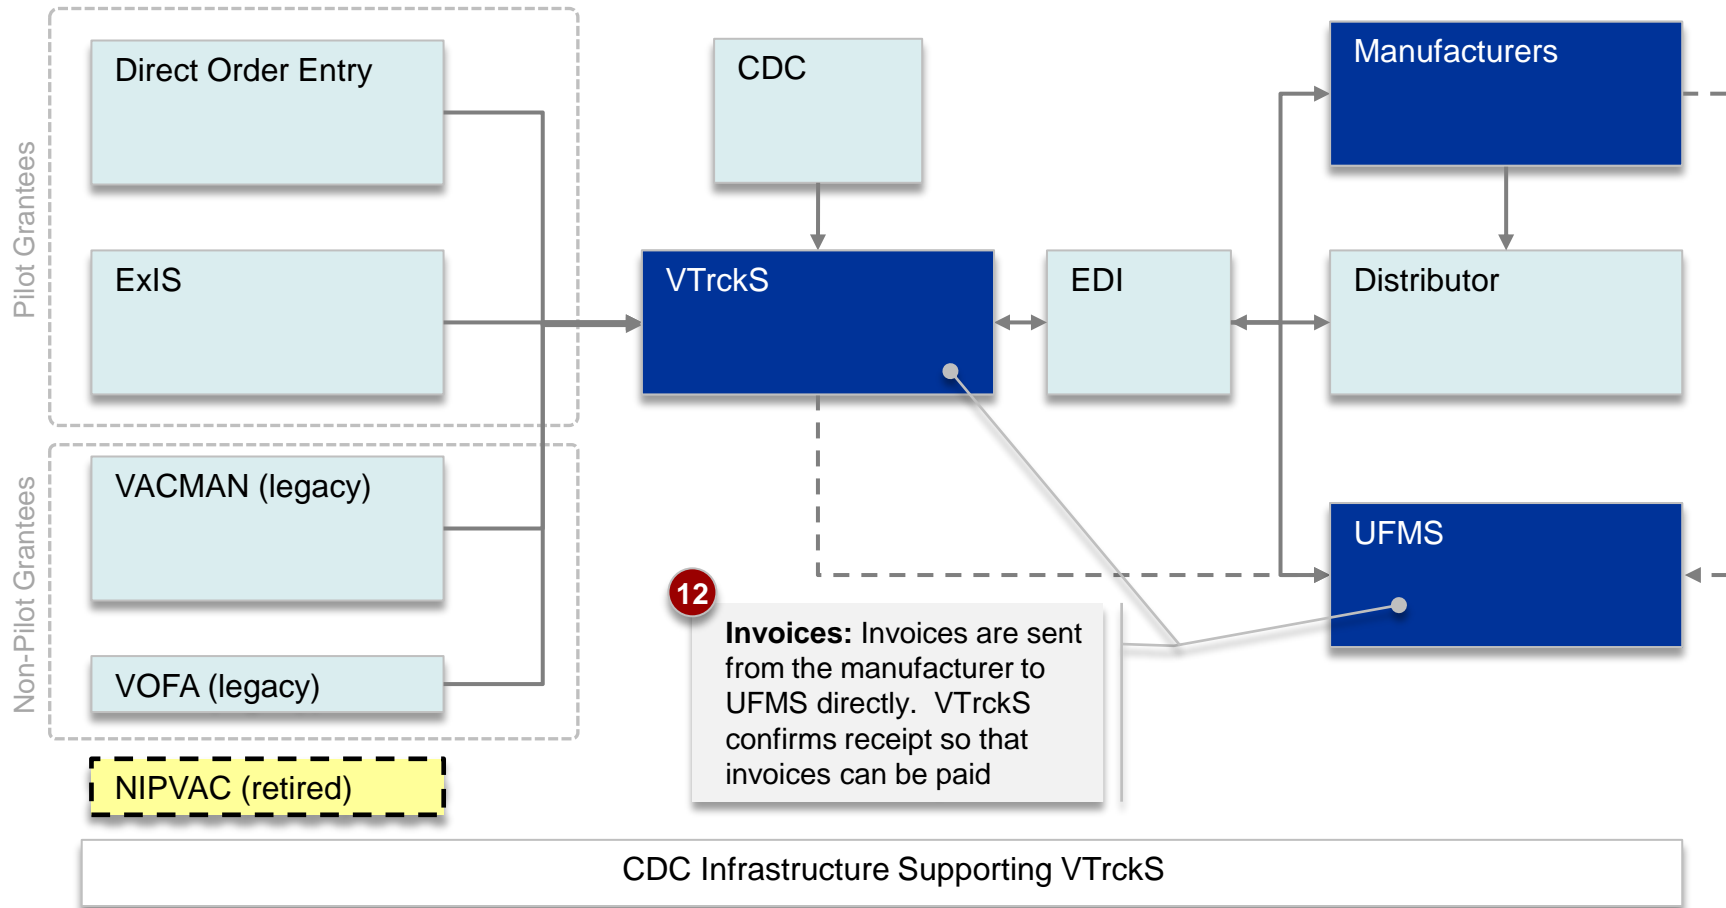 Pilot Grantees
Direct Order Entry
ExIS
Non-Pilot Grantees
VACMAN (legacy)
VOFA (legacy)
NIPVAC (retired)
CDC
VTrckS
EDI
Manufacturers
Distributor
UFMS
12
Invoices: Invoices are sent
from the manufacturer to
UFMS directly.  VTrckS
confirms receipt so that
invoices can be paid
CDC Infrastructure Supporting VTrckS